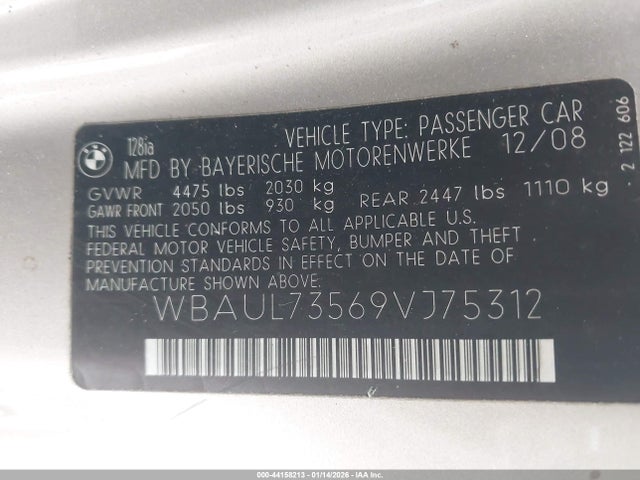 BMW
128ia
VEHICLE TYPE: PASSENGER CAR
MFD BY BAYERISCHE MOTORENWERKE 12/08
GVWR 4475 lbs 2030 kg
GAWR FRONT 2050 lbs 930 kg REAR 2447 lbs 1110 kg
THIS VEHICLE CONFORMS TO ALL APPLICABLE U.S.
FEDERAL MOTOR VEHICLE SAFETY, BUMPER AND THEFT
PREVENTION STANDARDS IN EFFECT ON THE DATE OF
MANUFACTURE SHOWN ABOVE:
WBAUL73569VJ75312
2 122 606
000-44158213 - 01/14/2026 - IAA Inc.